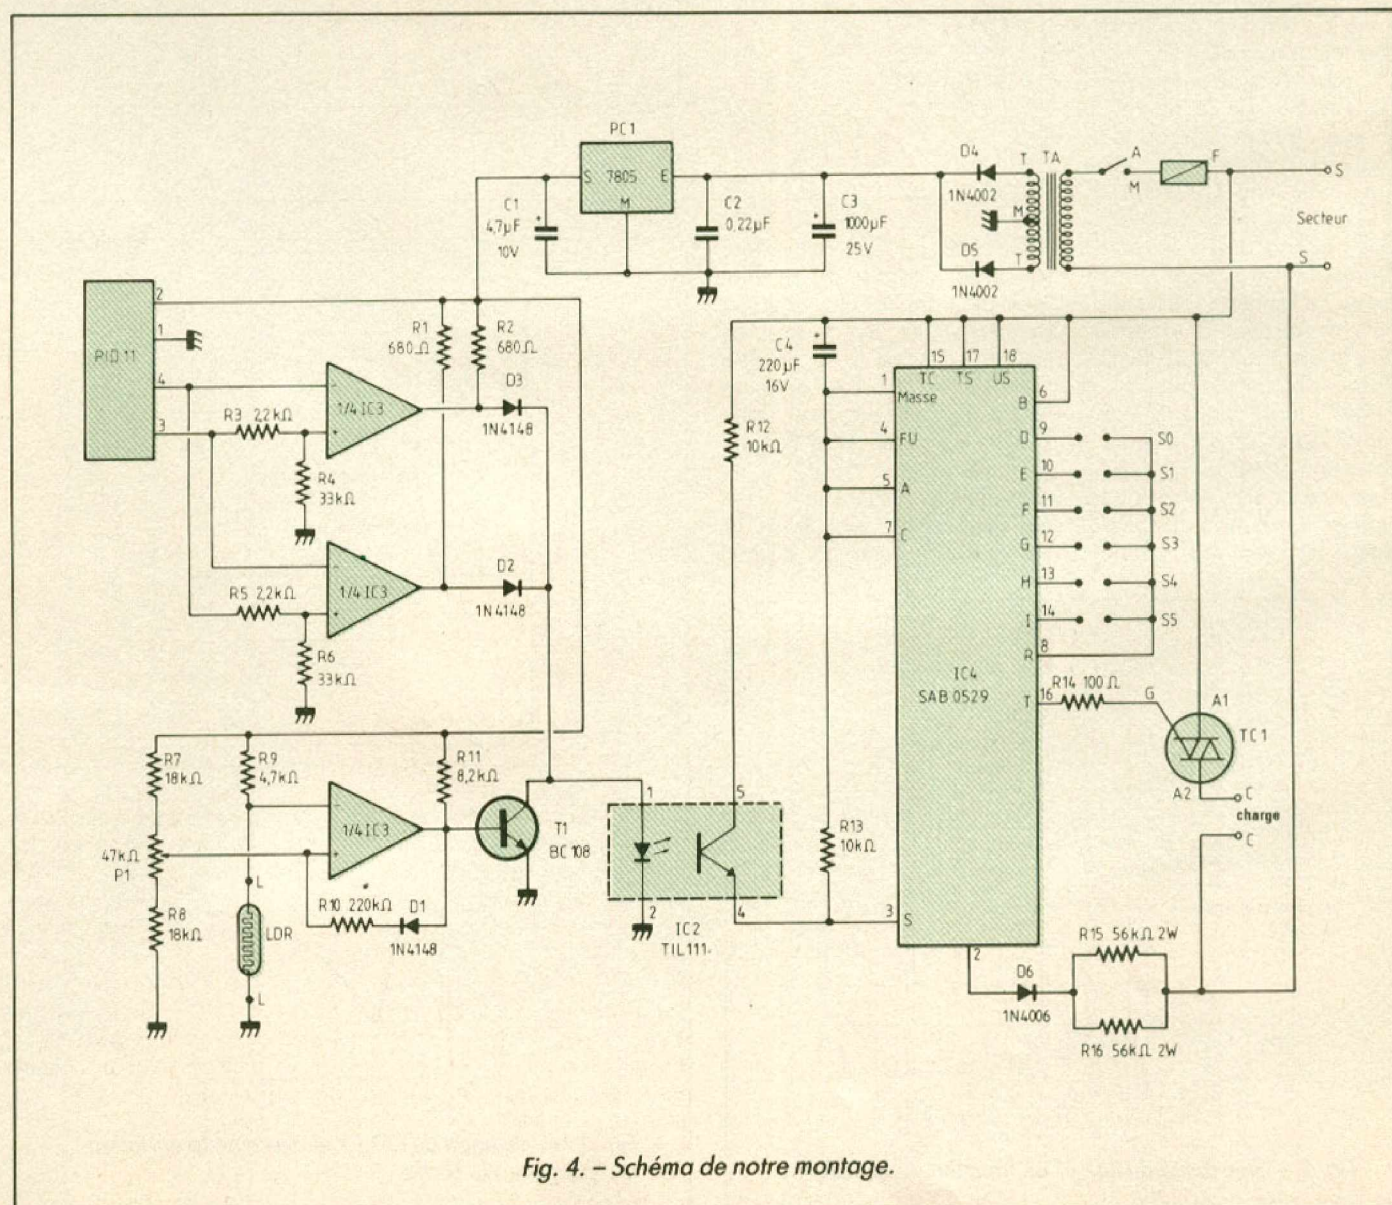 PC1
S 7805 E
M
C1
4,7µF
10V
C2
0,22µF
C3
1000µF
25V
D4
1N4002
D5
1N4002
T TA
M
T
A
M
F
S
Secteur
S
PID 11
2
1
4
3
R1
680Ω
R2
680Ω
D3
1N4148
R3 22kΩ
R4
33kΩ
1/4 IC3
- +
R5 2,2kΩ
R6
33kΩ
1/4 IC3
- +
D2
1N4148
C4
220µF
16V
R12
10kΩ
15 17 18
TC TS US
1
Masse
4
FU
5
A
7
C
6
B
9
D
S0
10
E
S1
11
F
S2
12
G
S3
13
H
S4
14
I
S5
8
R
IC4
SAB 0529
16
T
R14 100Ω
G
A1
TC1
A2
C
charge
C
R7
18kΩ
R9
4,7kΩ
R11
8,2kΩ
47kΩ
P1
R8
18kΩ
L
LDR
L
1/4 IC3
- +
R10 220kΩ
D1
1N4148
T1
BC 108
1
5
2
4
IC2
TIL111
R13
10kΩ
3
S
2
D6
1N4006
R15 56kΩ 2W
R16 56kΩ 2W
Fig. 4. – Schéma de notre montage.